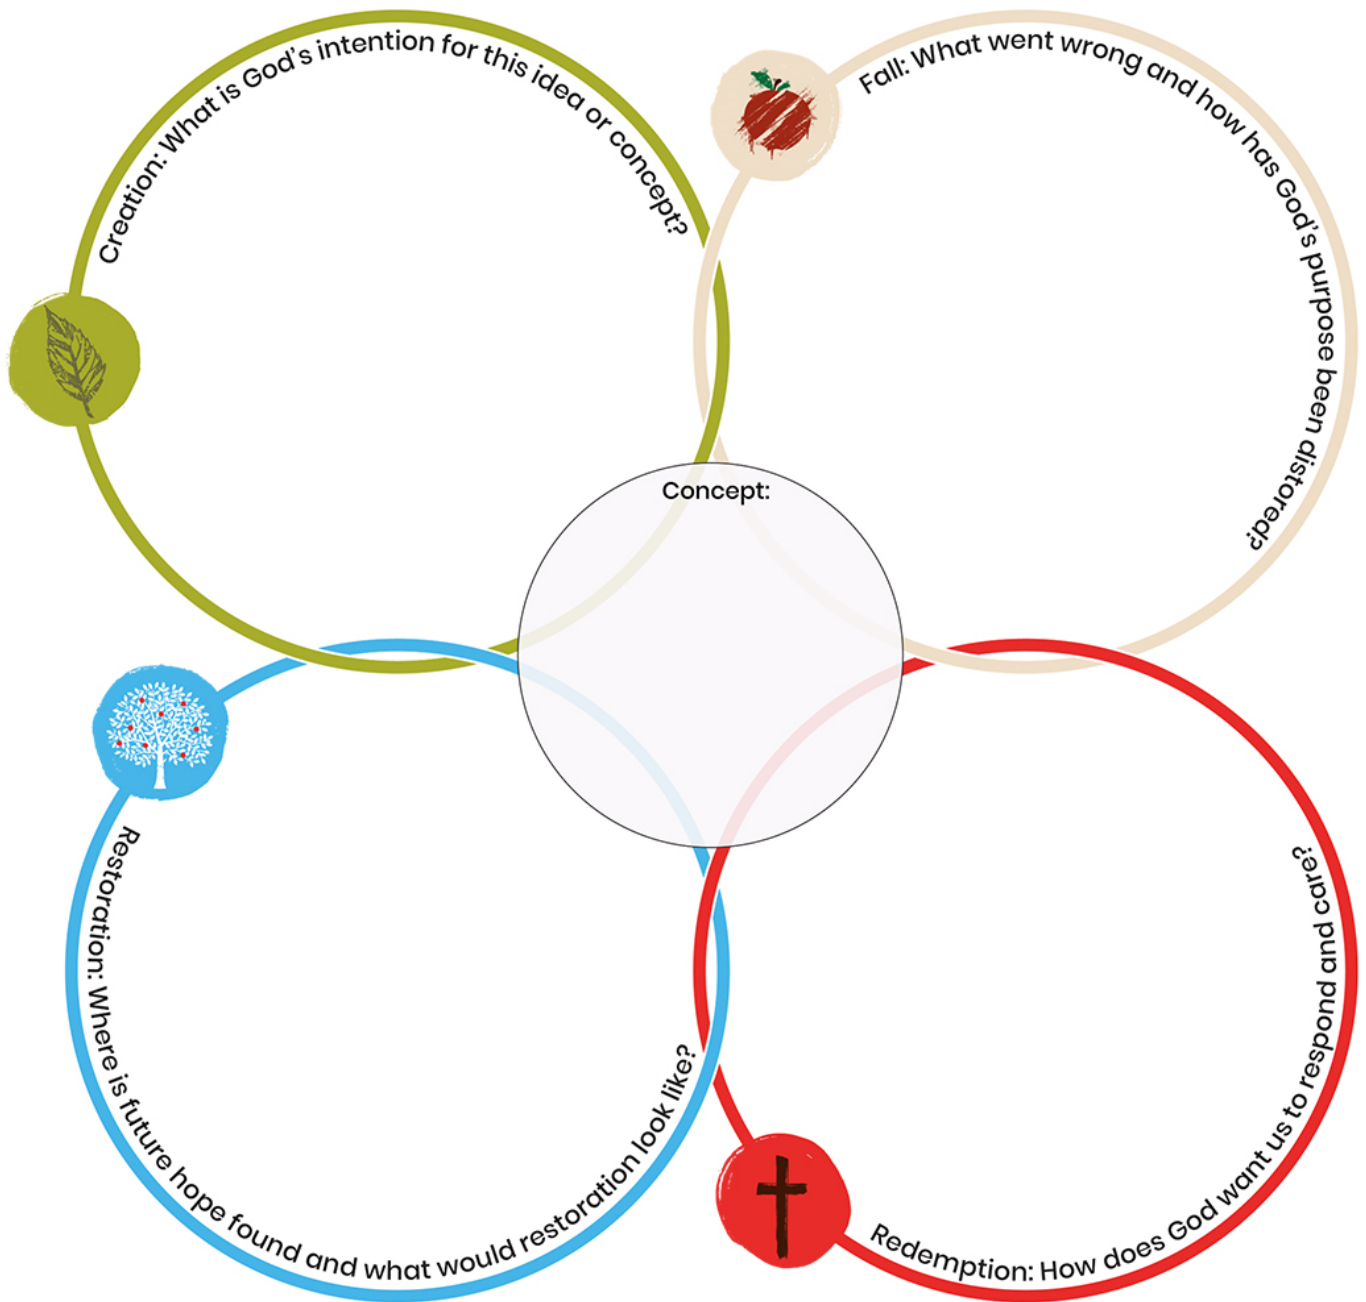 Creation: What is God's intention for this idea or concept?
Fall: What went wrong and how has God's purpose been distored?
Concept:
Restoration: Where is future hope found and what would restoration look like?
Redemption: How does God want us to respond and care?